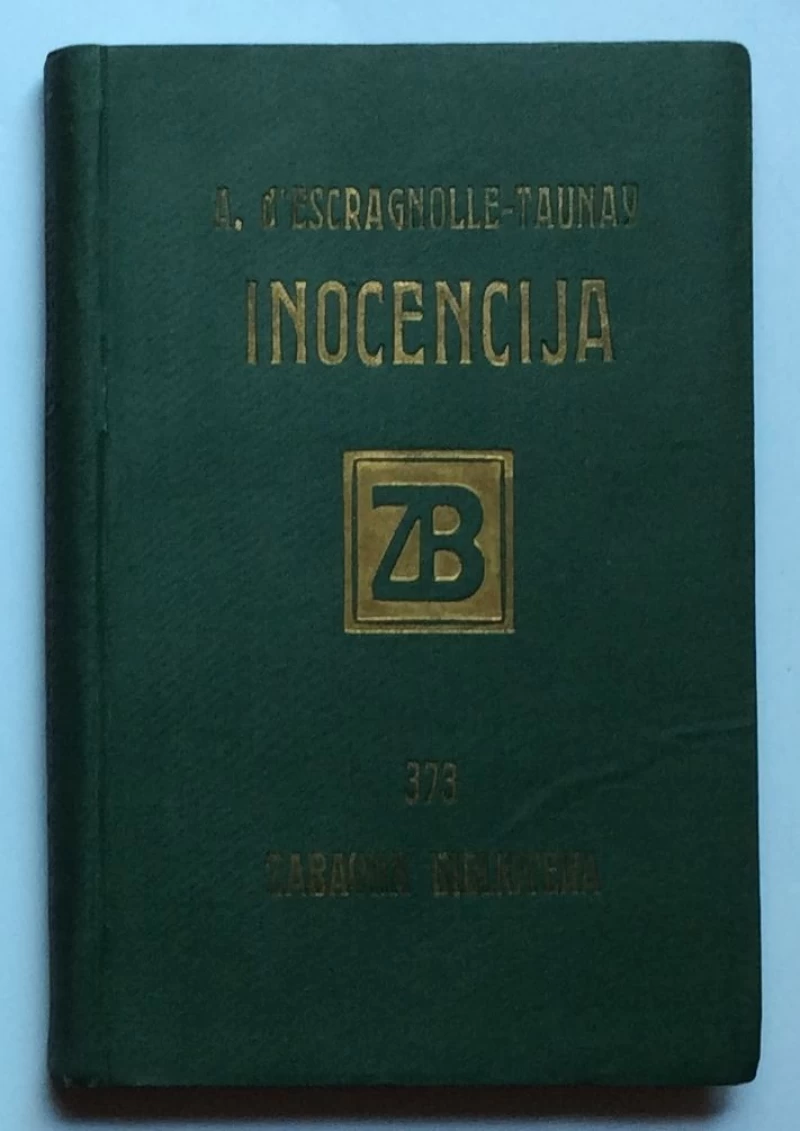 A. d'ESCRAGNOLLE-TAUNAY
INOCENCIJA
ZB
373
ZABAVNA BIBLIOTEKA